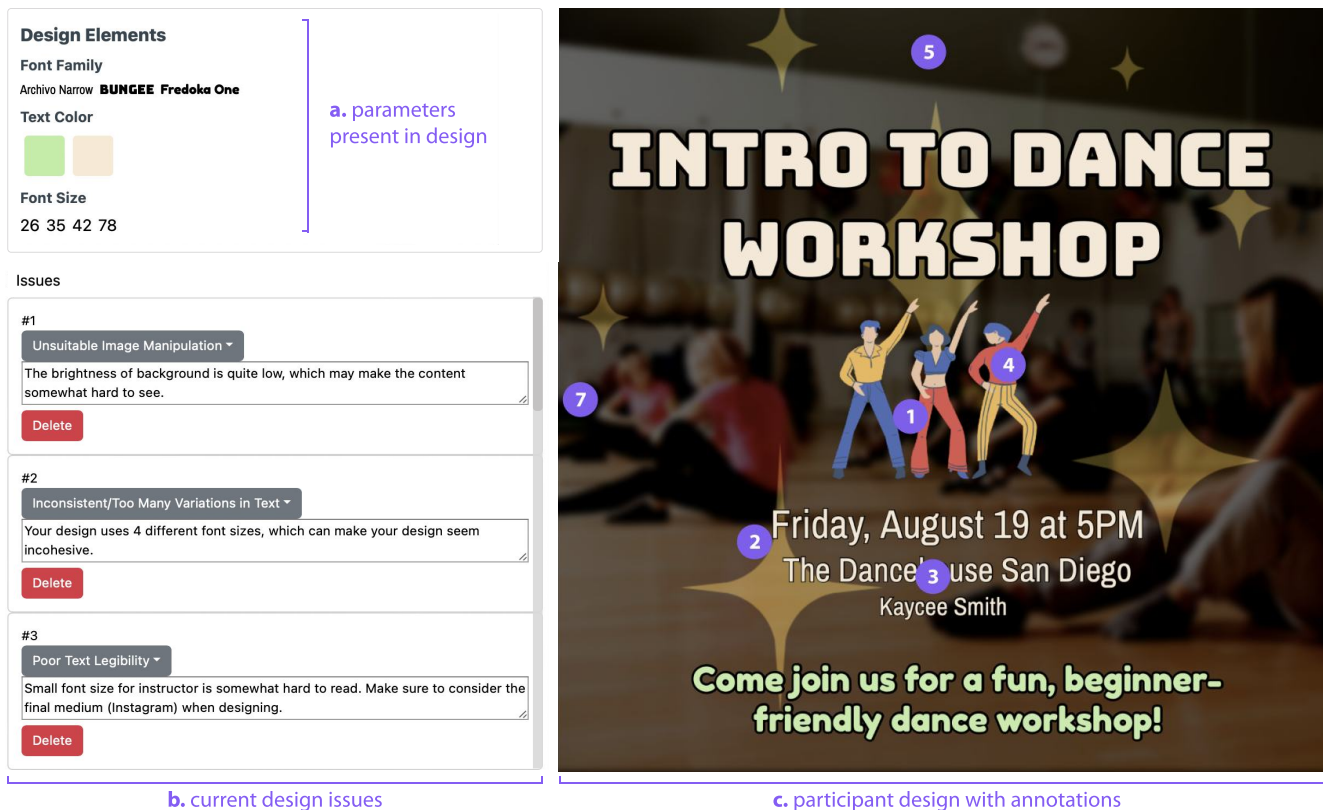 Design Elements
Font Family
Archivo Narrow BUNGEE Fredoka One
Text Color
Font Size
26 35 42 78
a. parameters
present in design
Issues
#1
Unsuitable Image Manipulation
The brightness of background is quite low, which may make the content
somewhat hard to see.
Delete
#2
Inconsistent/Too Many Variations in Text
Your design uses 4 different font sizes, which can make your design seem
incohesive.
Delete
#3
Poor Text Legibility
Small font size for instructor is somewhat hard to read. Make sure to consider the
final medium (Instagram) when designing.
Delete
b. current design issues
5
INTRO TO DANCE
WORKSHOP
4
7
1
Friday, August 19 at 5PM
2
The Dance 3 use San Diego
Kaycee Smith
Come join us for a fun, beginner-
friendly dance workshop!
c. participant design with annotations